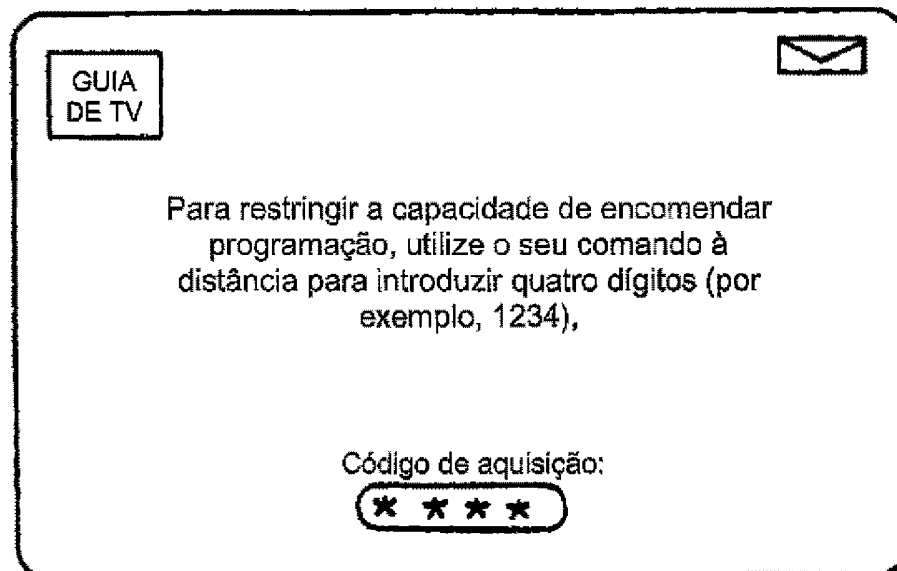 GUIA
DE TV
Para restringir a capacidade de encomendar
programação, utilize o seu comando à
distância para introduzir quatro dígitos (por
exemplo, 1234),
Código de aquisição:
* * * *